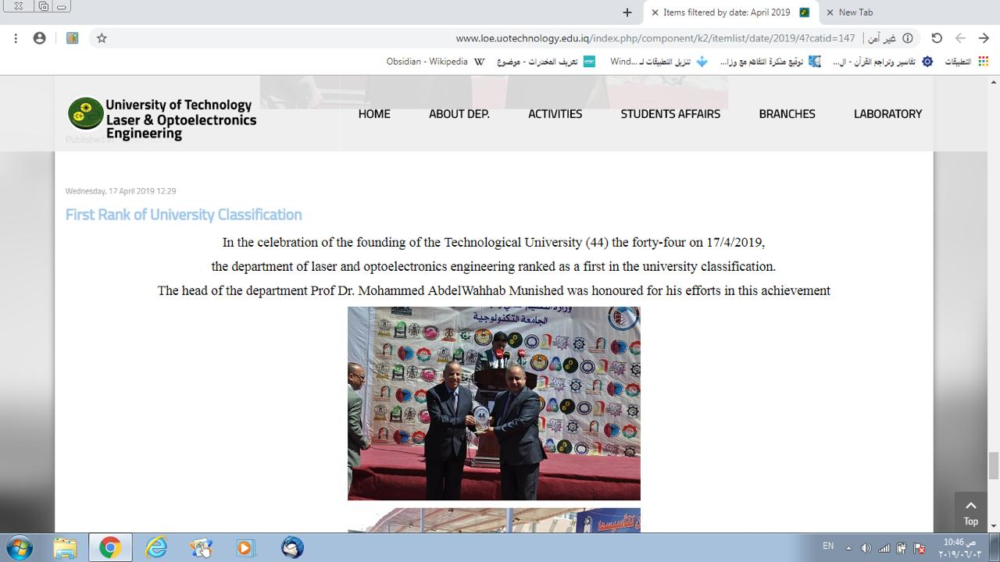 Items filtered by date: April 2019
New Tab
www.loe.uotechnology.edu.iq/index.php/component/k2/itemlist/date/2019/4?catid=147
غير آمن
التطبيقات
تفاسير وتراجم القرآن - ال...
توقيع مذكرة التفاهم مع وزا...
تنزيل التطبيقات لـ Wind...
تعريف المخدرات - موضوع
Obsidian - Wikipedia
University of Technology
Laser & Optoelectronics
Engineering
HOME
ABOUT DEP.
ACTIVITIES
STUDENTS AFFAIRS
BRANCHES
LABORATORY
Published in
Wednesday, 17 April 2019 12:29
First Rank of University Classification
In the celebration of the founding of the Technological University (44) the forty-four on 17/4/2019,
the department of laser and optoelectronics engineering ranked as a first in the university classification.
The head of the department Prof Dr. Mohammed AbdelWahhab Munished was honoured for his efforts in this achievement
الجامعة التكنولوجية
44
Top
EN
10:46 ص
٢٠١٩/٠٦/٠٣